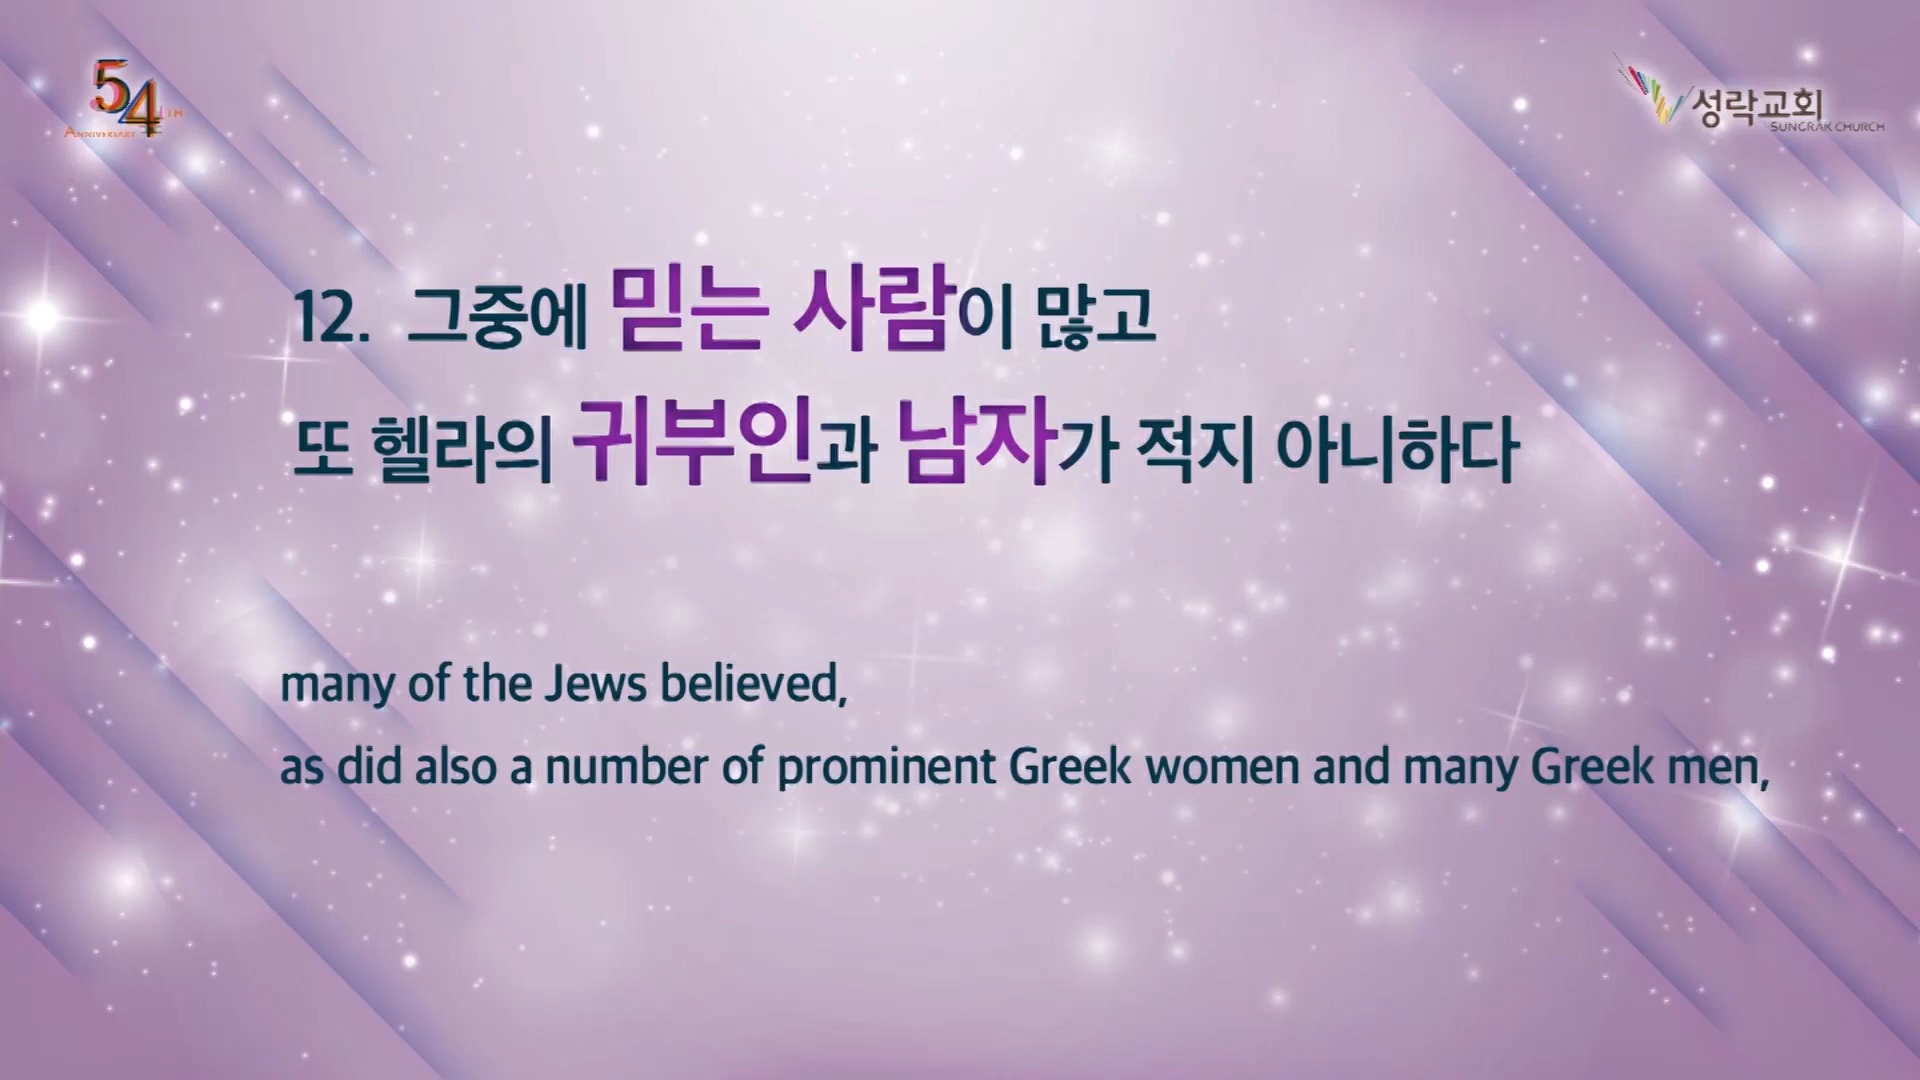 54TH
ANNIVERSARY
성락교회
SUNGRAK CHURCH
12. 그중에 믿는 사람이 많고
또 헬라의 귀부인과 남자가 적지 아니하다
many of the Jews believed,
as did also a number of prominent Greek women and many Greek men,